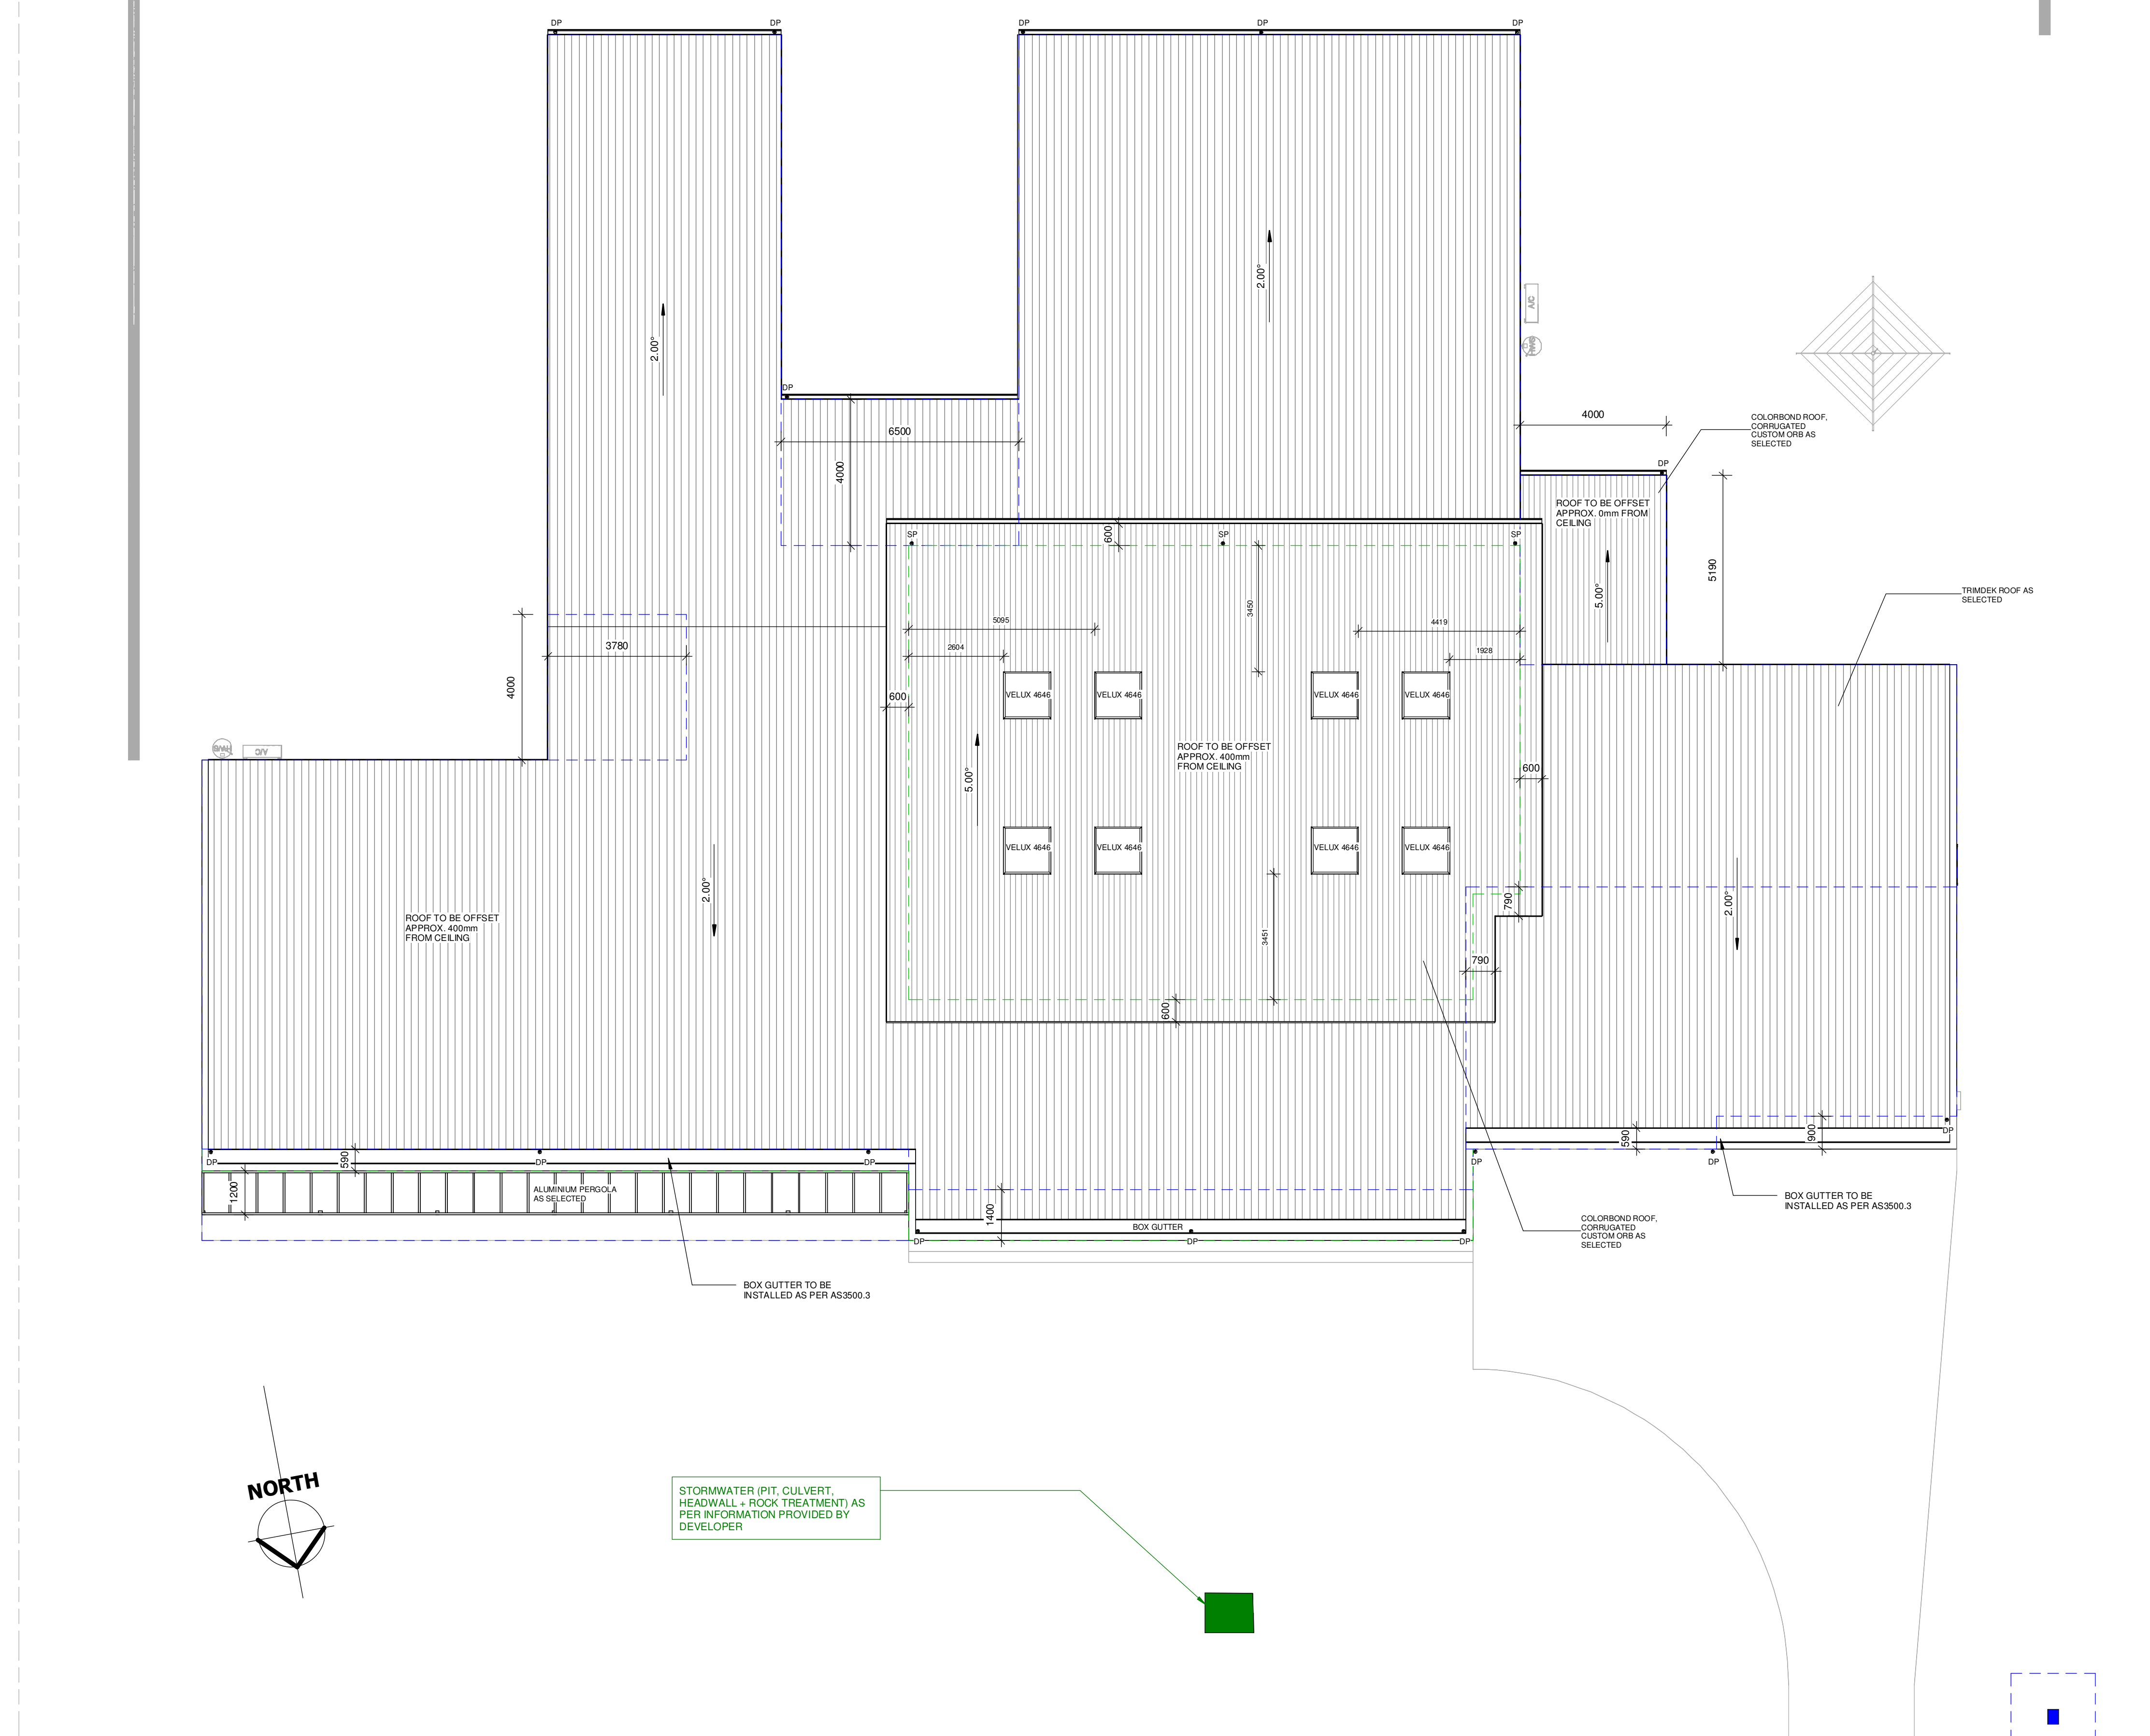 DP
DP
DP
DP
DP
2.00°
2.00°
A/C
HWS
DP
6500
4000
4000
COLORBOND ROOF,
CORRUGATED
CUSTOM ORB AS
SELECTED
DP
ROOF TO BE OFFSET
APPROX. 0mm FROM
CEILING
5.00°
5190
TRIMDEK ROOF AS
SELECTED
SP
SP
SP
600
3450
5095
2604
4419
1928
3780
4000
600
VELUX 4646
VELUX 4646
VELUX 4646
VELUX 4646
HWS
A/C
ROOF TO BE OFFSET
APPROX. 400mm
FROM CEILING
5.00°
600
VELUX 4646
VELUX 4646
VELUX 4646
VELUX 4646
2.00°
790
2.00°
ROOF TO BE OFFSET
APPROX. 400mm
FROM CEILING
3451
790
600
DP
590
DP
DP
590
900
DP
DP
DP
1200
ALUMINIUM PERGOLA
AS SELECTED
1400
BOX GUTTER
DP
DP
DP
BOX GUTTER TO BE
INSTALLED AS PER AS3500.3
COLORBOND ROOF,
CORRUGATED
CUSTOM ORB AS
SELECTED
BOX GUTTER TO BE
INSTALLED AS PER AS3500.3
NORTH
STORMWATER (PIT, CULVERT,
HEADWALL + ROCK TREATMENT) AS
PER INFORMATION PROVIDED BY
DEVELOPER